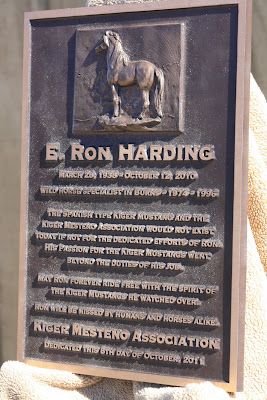 E. RON HARDING
MARCH 29, 1938 - OCTOBER 12, 2010
WILD HORSE SPECIALIST IN BURNS - 1974 - 1996
THE SPANISH TYPE KIGER MUSTANG AND THE
KIGER MESTENO ASSOCIATION WOULD NOT EXIST
TODAY IF NOT FOR THE DEDICATED EFFORTS OF RON.
HIS PASSION FOR THE KIGER MUSTANGS WENT
BEYOND THE DUTIES OF HIS JOB.
MAY RON FOREVER RIDE FREE WITH THE SPIRIT OF
THE KIGER MUSTANGS HE WATCHED OVER.
RON WILL BE MISSED BY HUMANS AND HORSES ALIKE.
KIGER MESTENO ASSOCIATION
DEDICATED THIS 8TH DAY OF OCTOBER, 2011